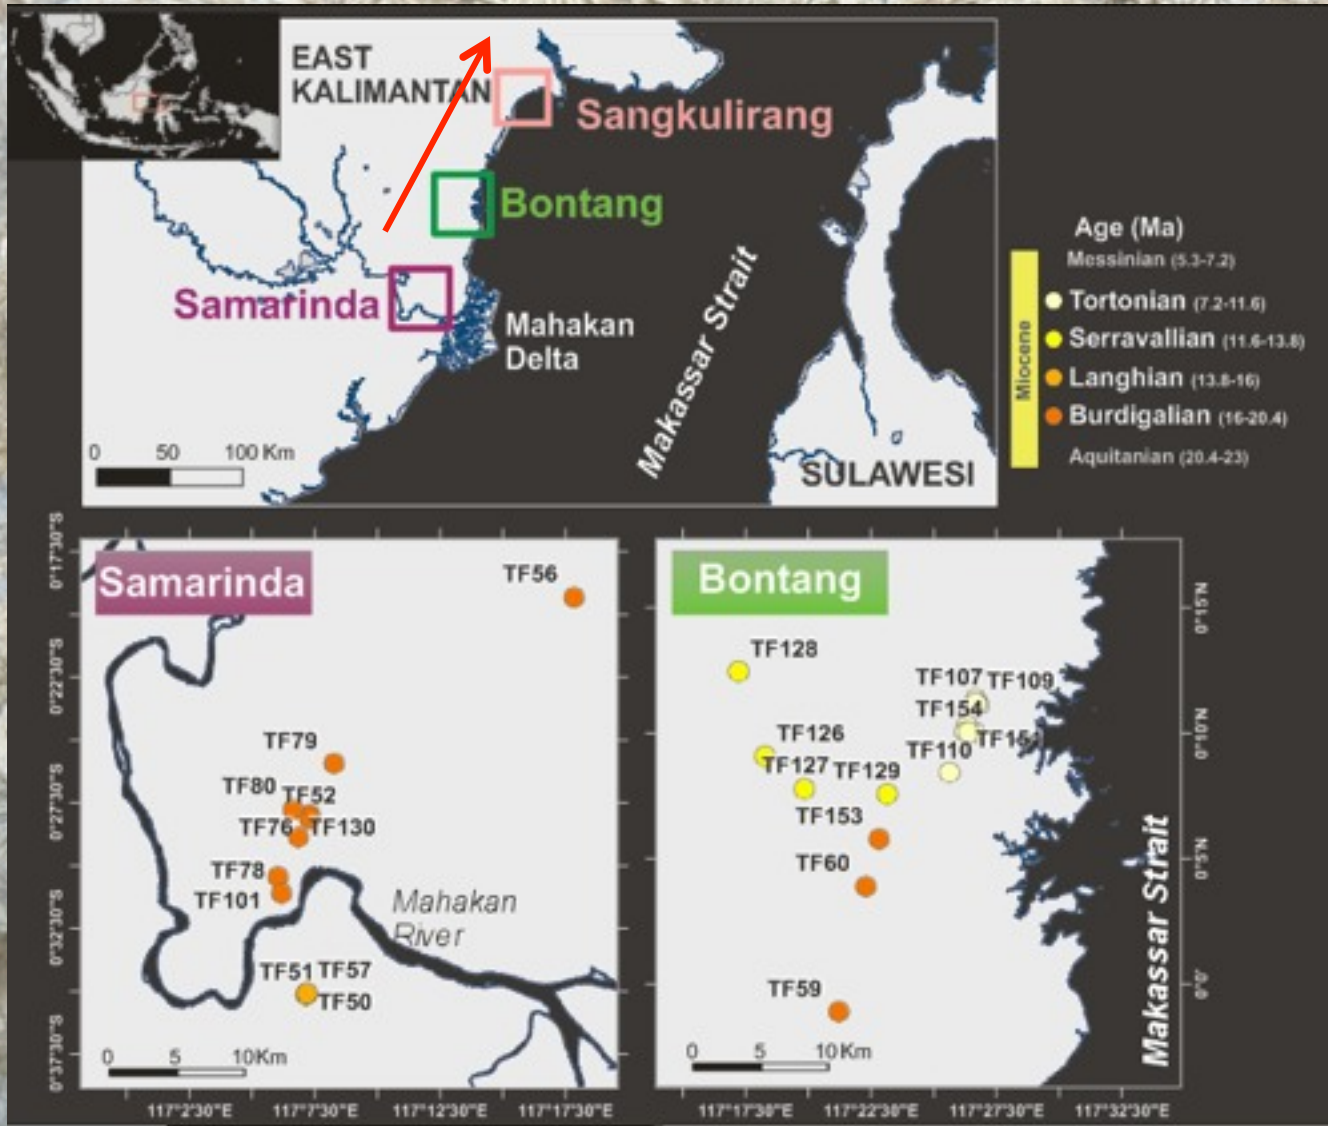 EAST
KALIMANTAN
Sangkulirang
Bontang
Samarinda
Mahakan
Delta
Makassar Strait
SULAWESI
0 50 100 Km
Age (Ma)
Messinian (5.3-7.2)
Tortonian (7.2-11.6)
Serravallian (11.6-13.8)
Langhian (13.8-16)
Burdigalian (16-20.4)
Aquitanian (20.4-23)
Miocene
Samarinda
TF56
TF79
TF80 TF52
TF76 TF130
TF78
TF101
Mahakan
River
TF51 TF57
TF50
0 5 10 Km
0°17'30"S
0°22'30"S
0°27'30"S
0°32'30"S
0°37'30"S
117°2'30"E 117°7'30"E 117°12'30"E 117°17'30"E
Bontang
TF128
TF107 TF109
TF154
TF126
TF110 TF151
TF127 TF129
TF153
TF60
TF59
Makassar Strait
0 5 10 Km
0°15'N
0°10'N
0°5'N
0°0'
117°17'30"E 117°22'30"E 117°27'30"E 117°32'30"E